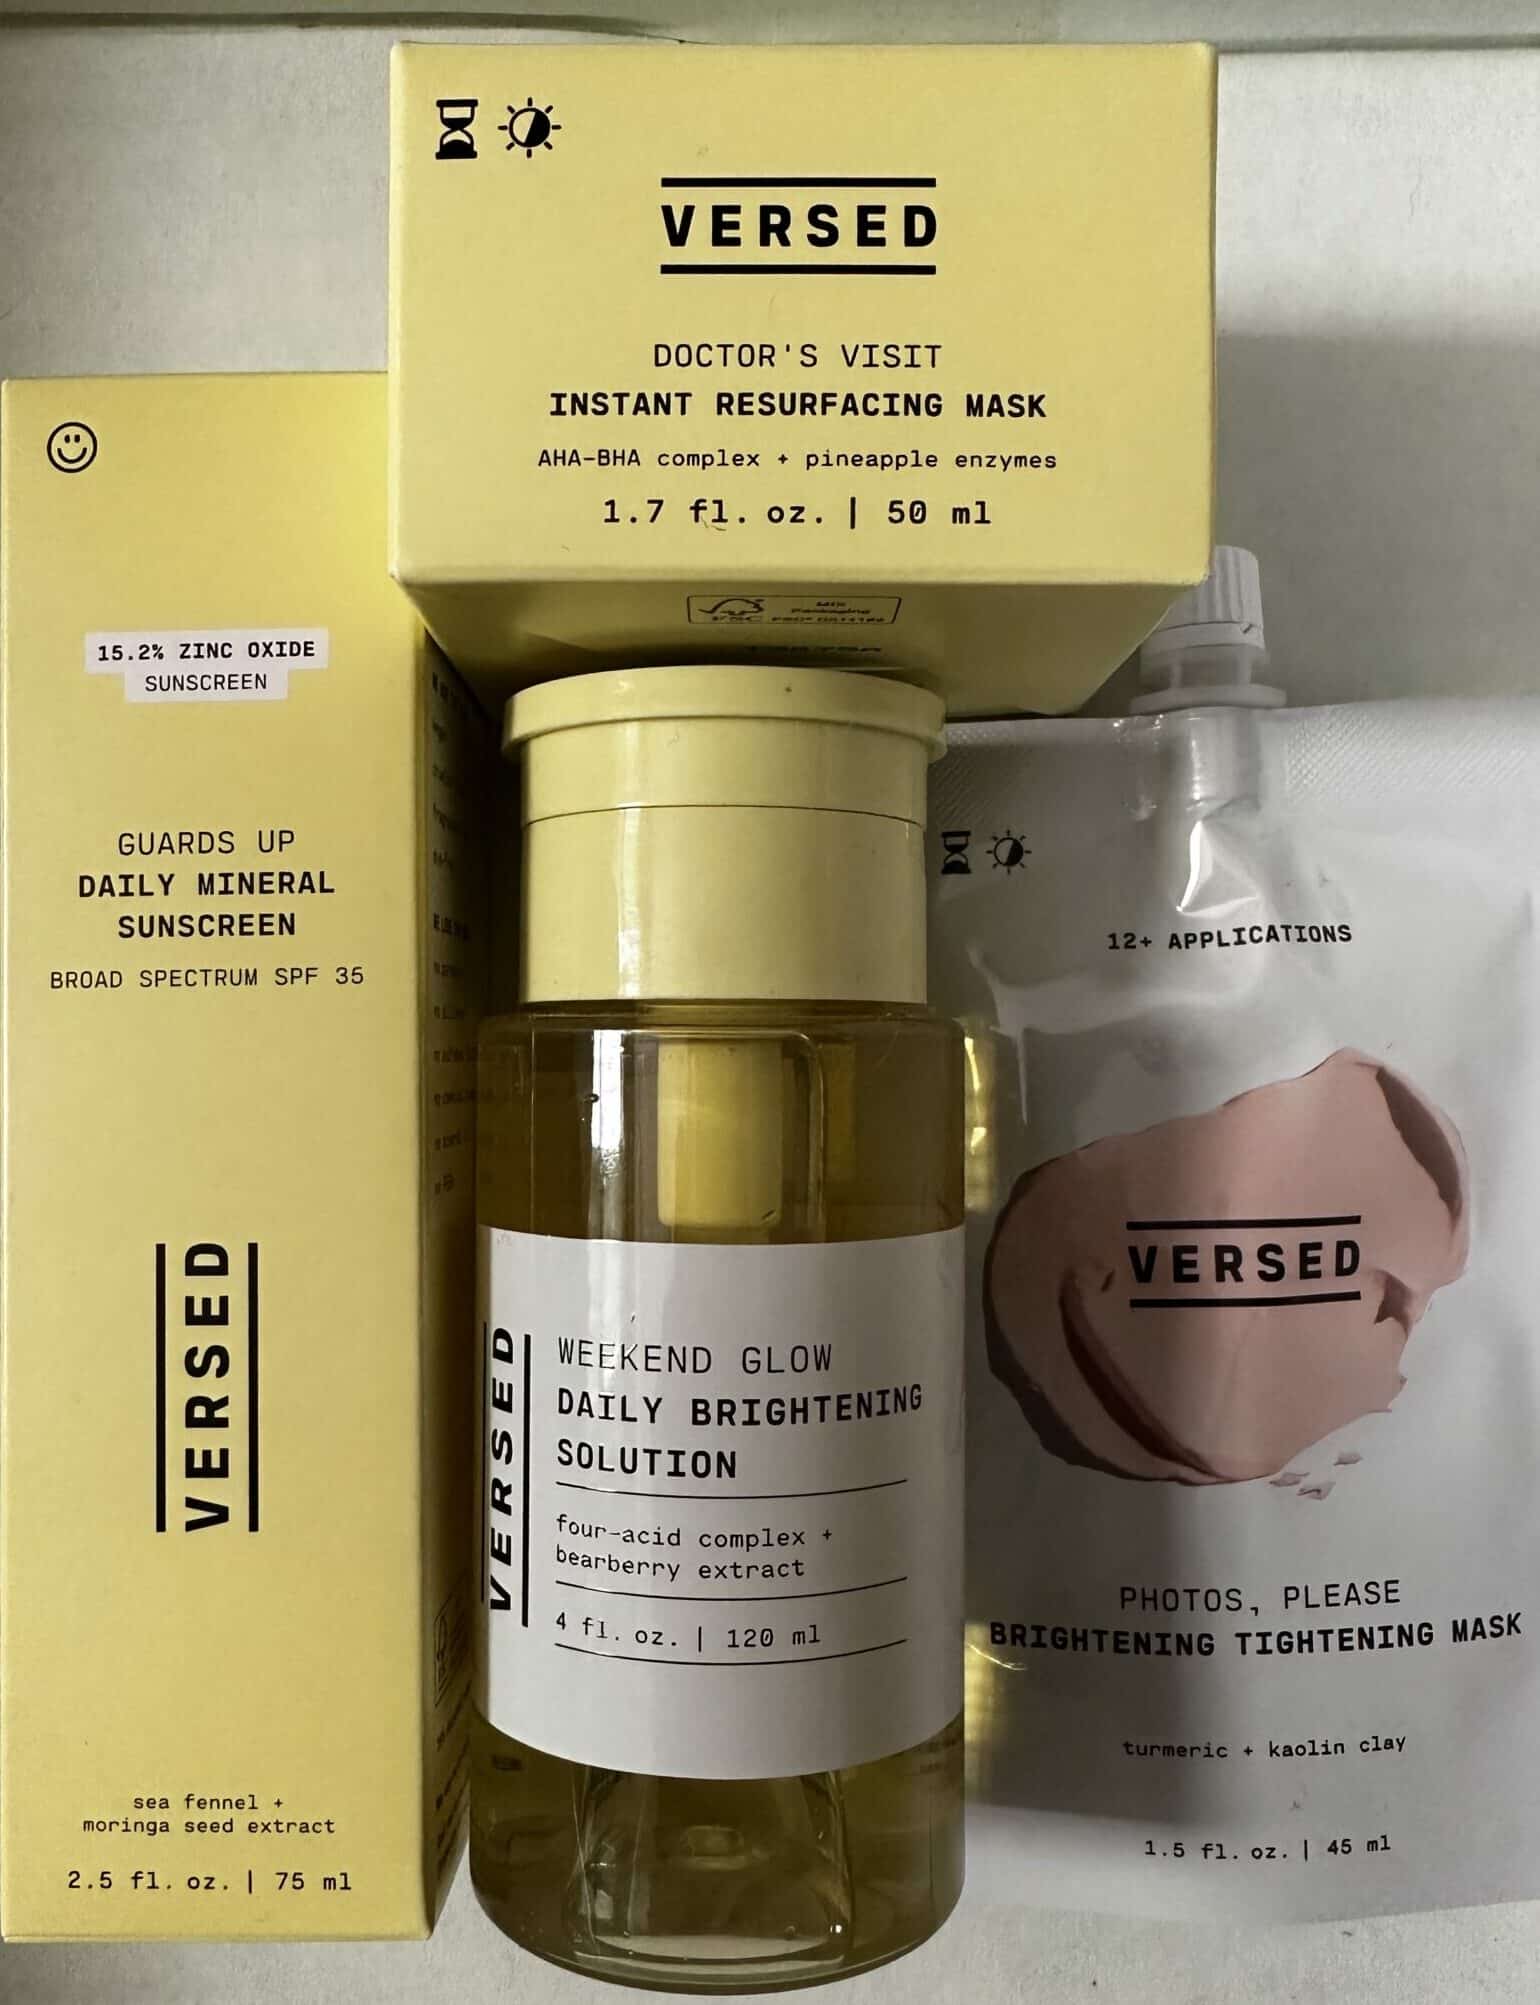 VERSED
DOCTOR'S VISIT
INSTANT RESURFACING MASK
AHA-BHA complex + pineapple enzymes
1.7 fl. oz. | 50 ml
15.2% ZINC OXIDE
SUNSCREEN
GUARDS UP
DAILY MINERAL
SUNSCREEN
BROAD SPECTRUM SPF 35
VERSED
sea fennel +
moringa seed extract
2.5 fl. oz. | 75 ml
VERSED
WEEKEND GLOW
DAILY BRIGHTENING
SOLUTION
four-acid complex +
bearberry extract
4 fl. oz. | 120 ml
12+ APPLICATIONS
VERSED
PHOTOS, PLEASE
BRIGHTENING TIGHTENING MASK
turmeric + kaolin clay
1.5 fl. oz. | 45 ml